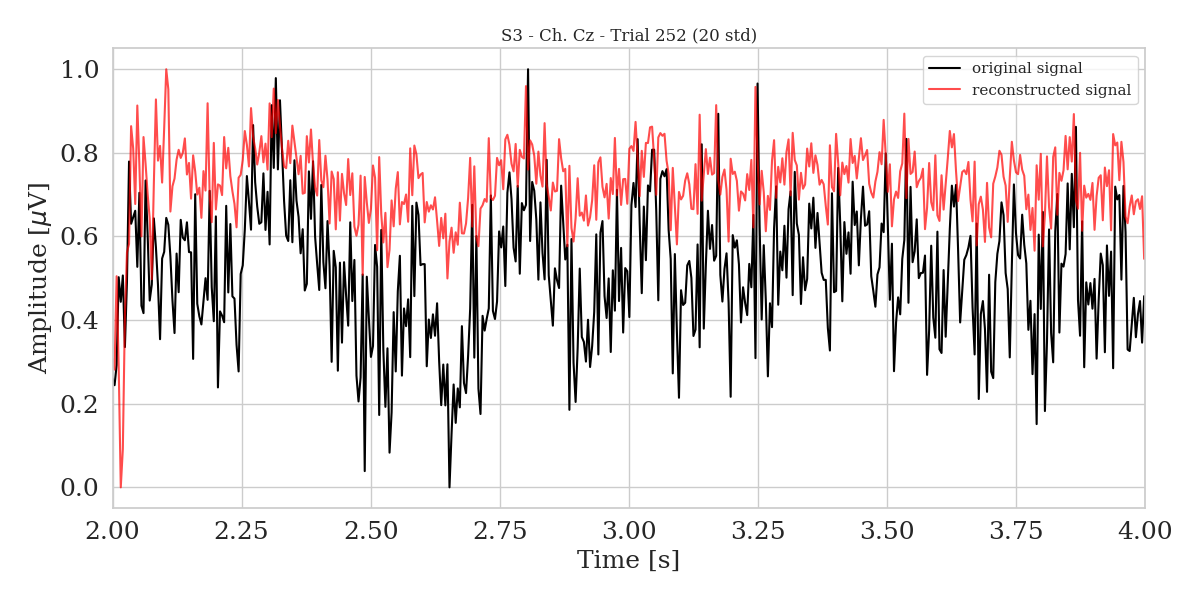 S3 - Ch. Cz - Trial 252 (20 std)
original signal
reconstructed signal
Amplitude [μV]
1.0
0.8
0.6
0.4
0.2
0.0
2.00 2.25 2.50 2.75 3.00 3.25 3.50 3.75 4.00
Time [s]